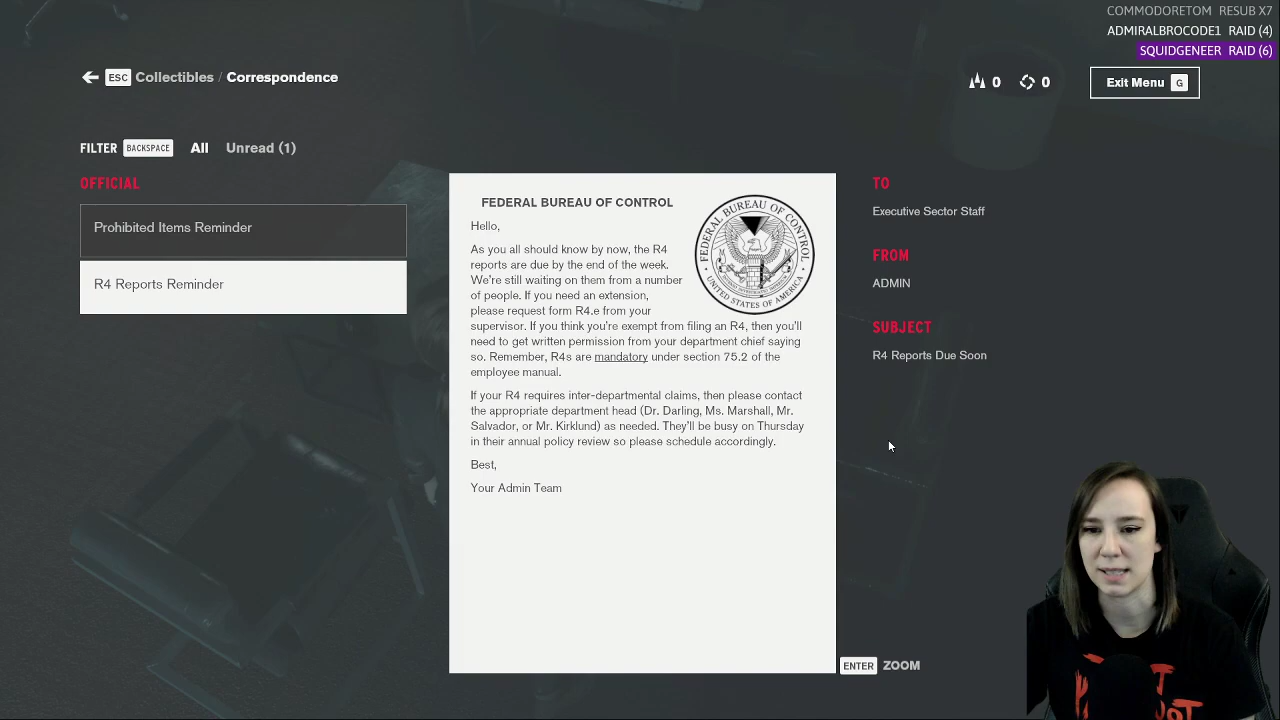 COMMODORETOM RESUB X7
ADMIRALBROCODE1 RAID (4)
SQUIDGENEER RAID (6)
ESC Collectibles / Correspondence
0 0
Exit Menu G
FILTER BACKSPACE All Unread (1)
OFFICIAL
Prohibited Items Reminder
R4 Reports Reminder
FEDERAL BUREAU OF CONTROL
Hello,
As you all should know by now, the R4
reports are due by the end of the week.
We're still waiting on them from a number
of people. If you need an extension,
please request form R4.e from your
supervisor. If you think you're exempt from filing an R4, then you'll
need to get written permission from your department chief saying
so. Remember, R4s are mandatory under section 75.2 of the
employee manual.
If your R4 requires inter-departmental claims, then please contact
the appropriate department head (Dr. Darling, Ms. Marshall, Mr.
Salvador, or Mr. Kirklund) as needed. They'll be busy on Thursday
in their annual policy review so please schedule accordingly.
Best,
Your Admin Team
FEDERAL BUREAU OF CONTROL
UNITED STATES OF AMERICA
TO
Executive Sector Staff
FROM
ADMIN
SUBJECT
R4 Reports Due Soon
ENTER ZOOM